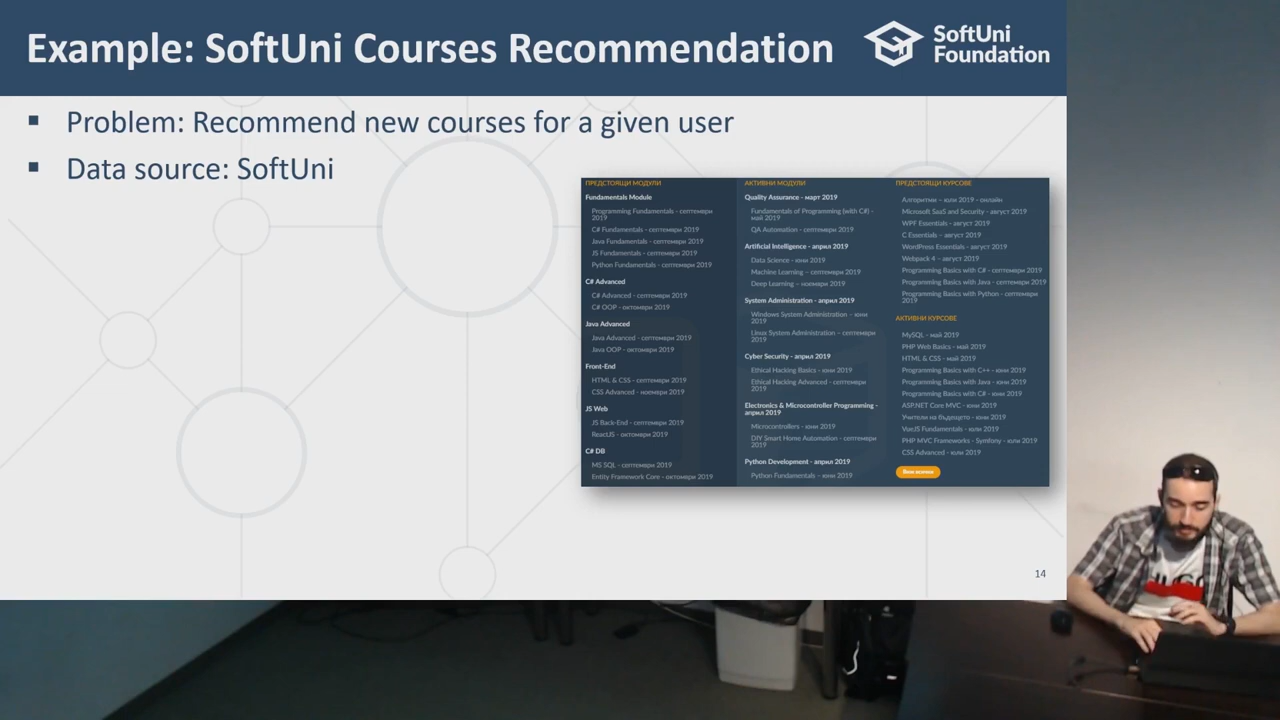 Example: SoftUni Courses Recommendation
SoftUni
Foundation
▪ Problem: Recommend new courses for a given user
▪ Data source: SoftUni
ПРЕДСТОЯЩИ МОДУЛИ
Fundamentals Module
Programming Fundamentals - септември
2019
C# Fundamentals - септември 2019
Java Fundamentals - септември 2019
JS Fundamentals - септември 2019
Python Fundamentals - септември 2019
C# Advanced
C# Advanced - септември 2019
C# OOP - октомври 2019
Java Advanced
Java Advanced - септември 2019
Java OOP - октомври 2019
Front-End
HTML & CSS - септември 2019
CSS Advanced - ноември 2019
JS Web
JS Back-End - септември 2019
ReactJS - октомври 2019
C# DB
MS SQL - септември 2019
Entity Framework Core - октомври 2019
АКТИВНИ МОДУЛИ
Quality Assurance - март 2019
Fundamentals of Programming (with C#) -
май 2019
QA Automation - септември 2019
Artificial Intelligence - април 2019
Data Science - юни 2019
Machine Learning – септември 2019
Deep Learning – ноември 2019
System Administration - април 2019
Windows System Administration – юни
2019
Linux System Administration – септември
2019
Cyber Security - април 2019
Ethical Hacking Basics - юни 2019
Ethical Hacking Advanced - септември
2019
Electronics & Microcontroller Programming -
април 2019
Microcontrollers - юни 2019
DIY Smart Home Automation - септември
2019
Python Development - април 2019
Python Fundamentals – юни 2019
ПРЕДСТОЯЩИ КУРСОВЕ
Алгоритми – юли 2019 - онлайн
Microsoft SaaS and Security - август 2019
WPF Essentials - август 2019
C Essentials – август 2019
WordPress Essentials - август 2019
Webpack 4 – август 2019
Programming Basics with C# - септември 2019
Programming Basics with Java - септември 2019
Programming Basics with Python - септември
2019
АКТИВНИ КУРСОВЕ
MySQL - май 2019
PHP Web Basics - май 2019
HTML & CSS - май 2019
Programming Basics with C++ - юни 2019
Programming Basics with Java - юни 2019
Programming Basics with C# - юни 2019
ASP.NET Core MVC - юни 2019
Учители на бъдещето - юни 2019
VueJS Fundamentals - юли 2019
PHP MVC Frameworks - Symfony - юли 2019
CSS Advanced - юли 2019
Виж всички
14